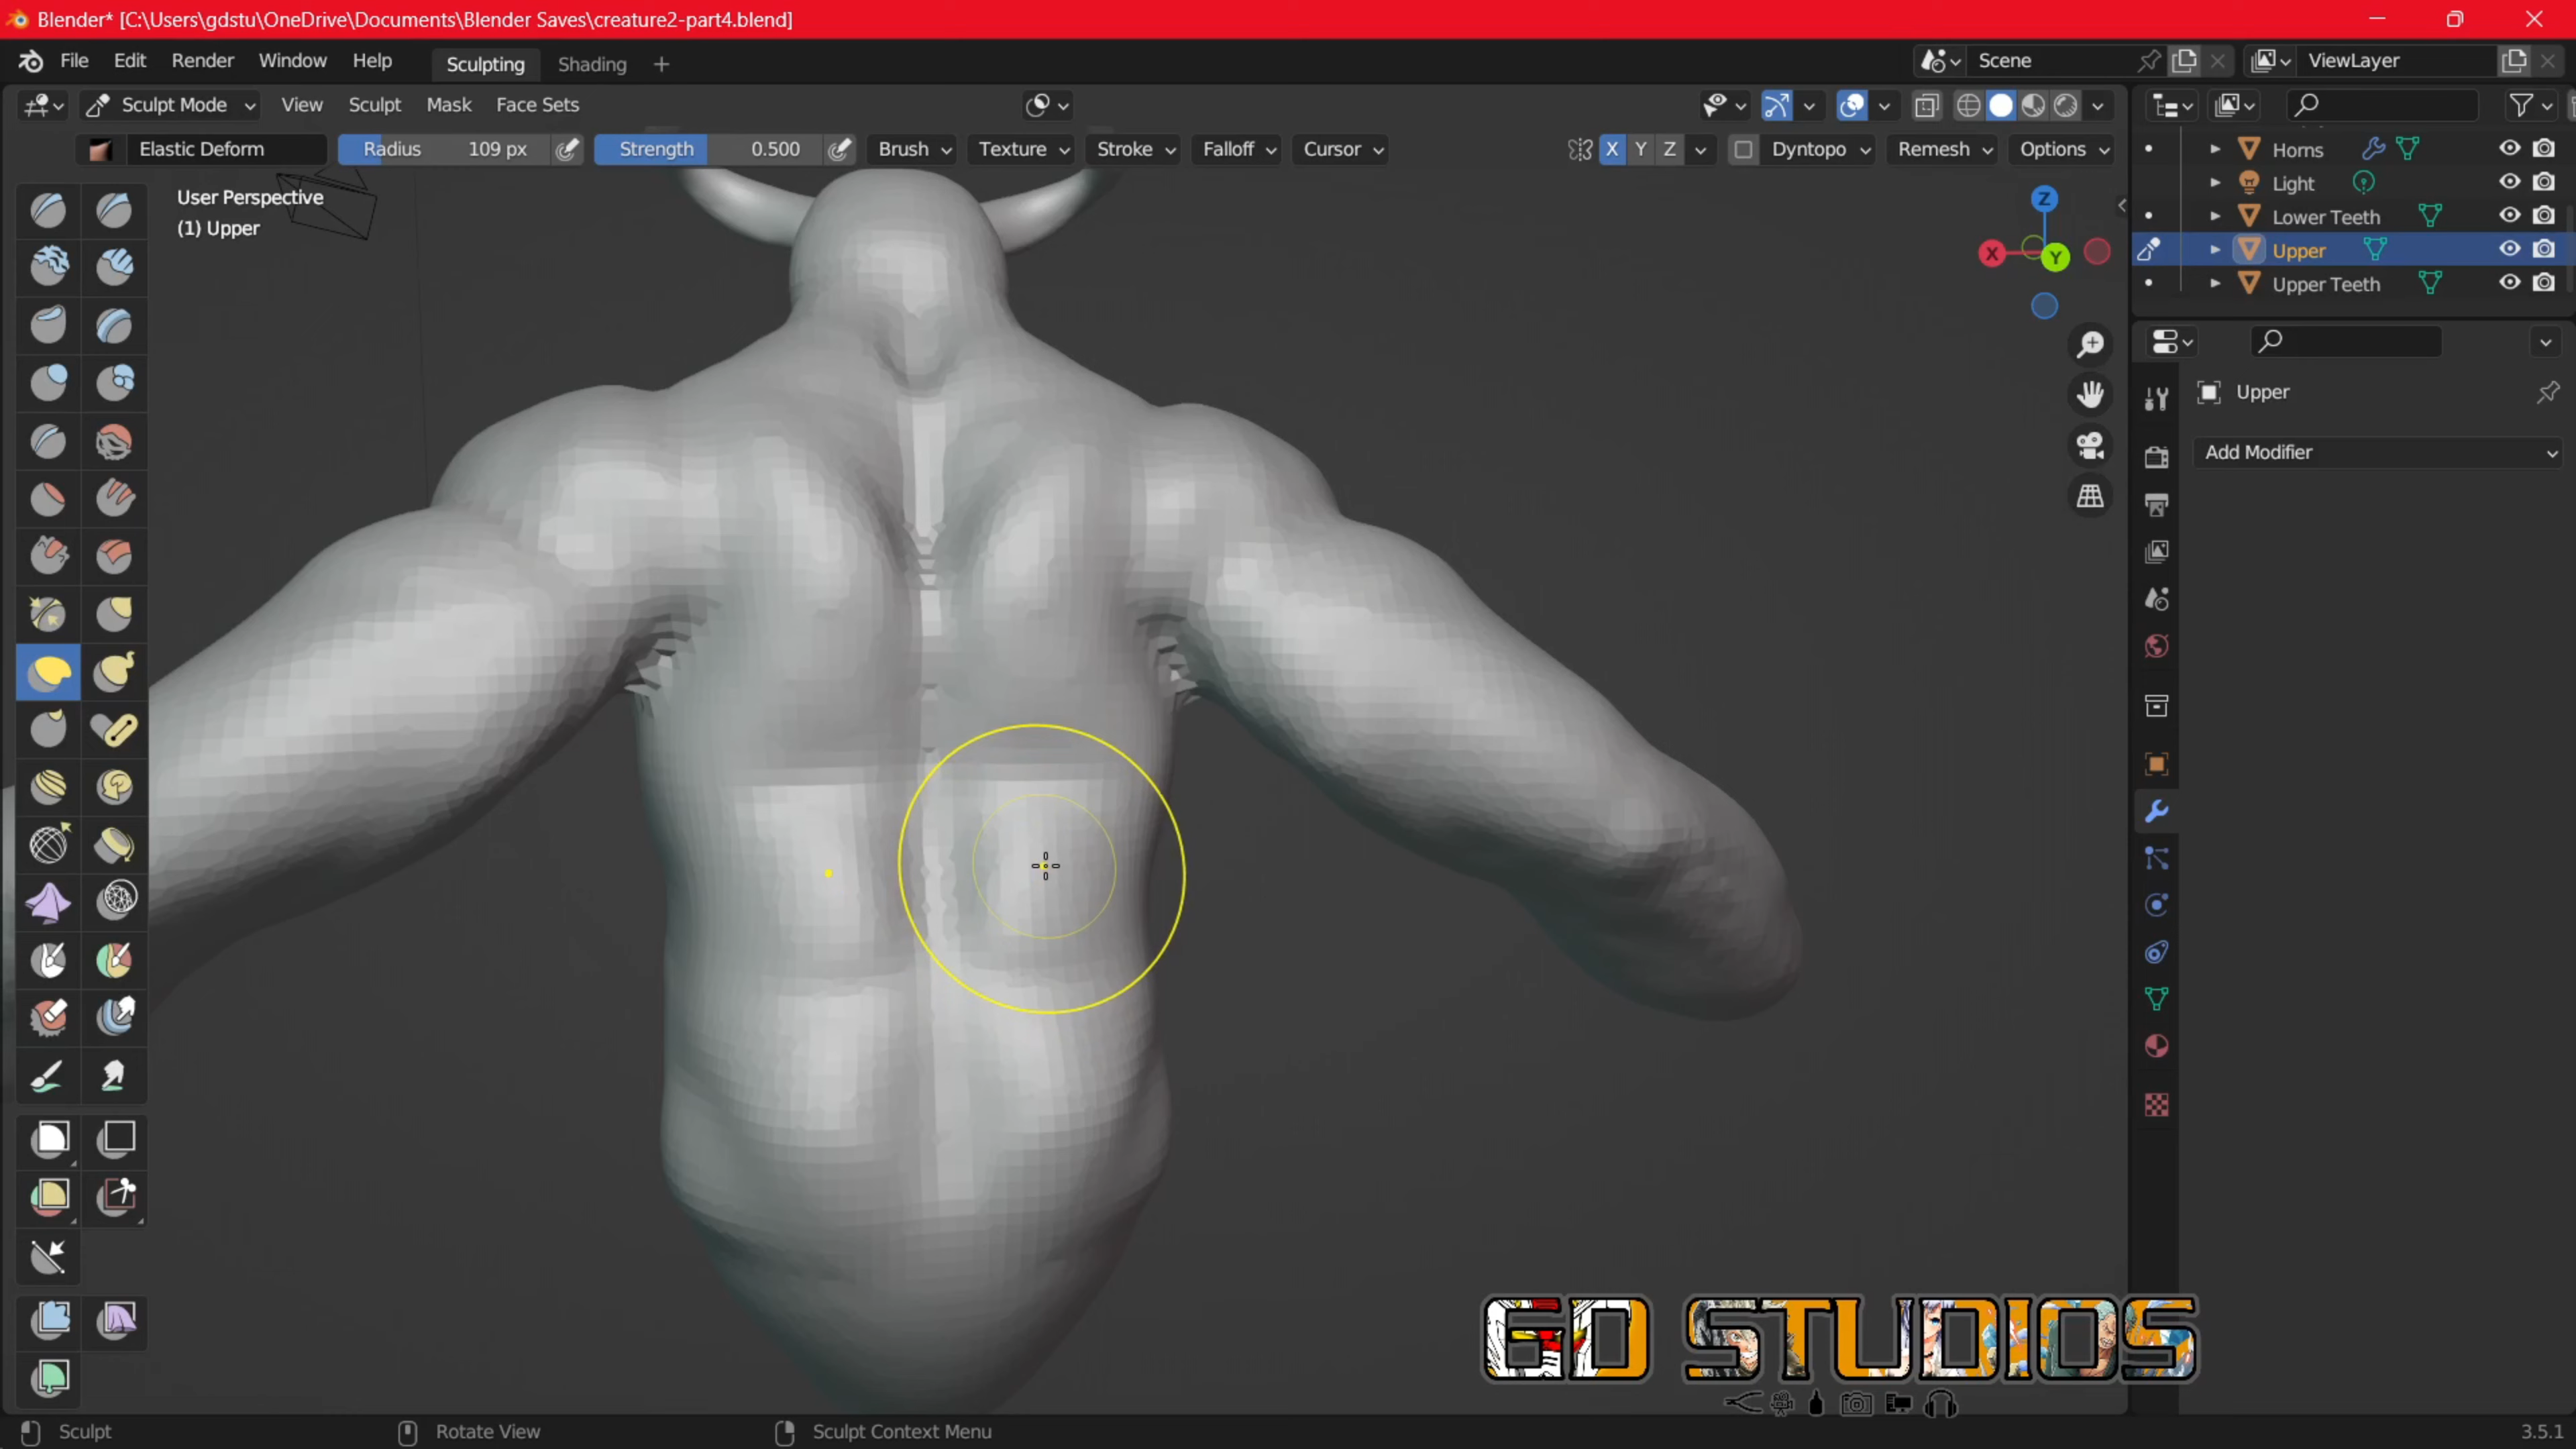 Blender* [C:\Users\gdstu\OneDrive\Documents\Blender Saves\creature2-part4.blend]
File Edit Render Window Help Sculpting Shading + Scene ViewLayer
Sculpt Mode View Sculpt Mask Face Sets
Elastic Deform Radius 109 px Strength 0.500 Brush Texture Stroke Falloff Cursor X Y Z Dyntopo Remesh Options
User Perspective
(1) Upper
Z
X
Y
Horns
Light
Lower Teeth
Upper
Upper Teeth
Upper
Add Modifier
GD STUDIOS
Sculpt Rotate View Sculpt Context Menu 3.5.1